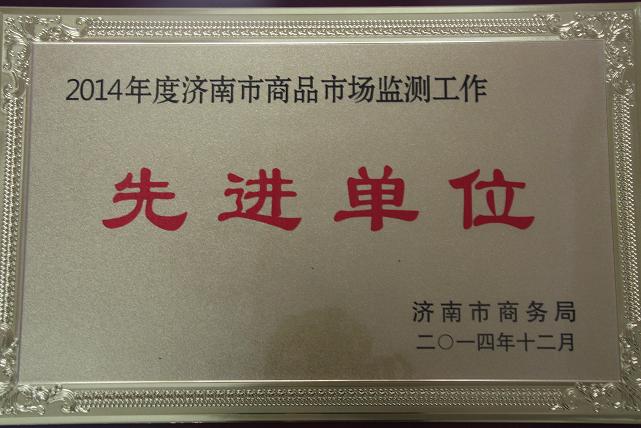 2014年度济南市商品市场监测工作
先进单位
济南市商务局
二〇一四年十二月